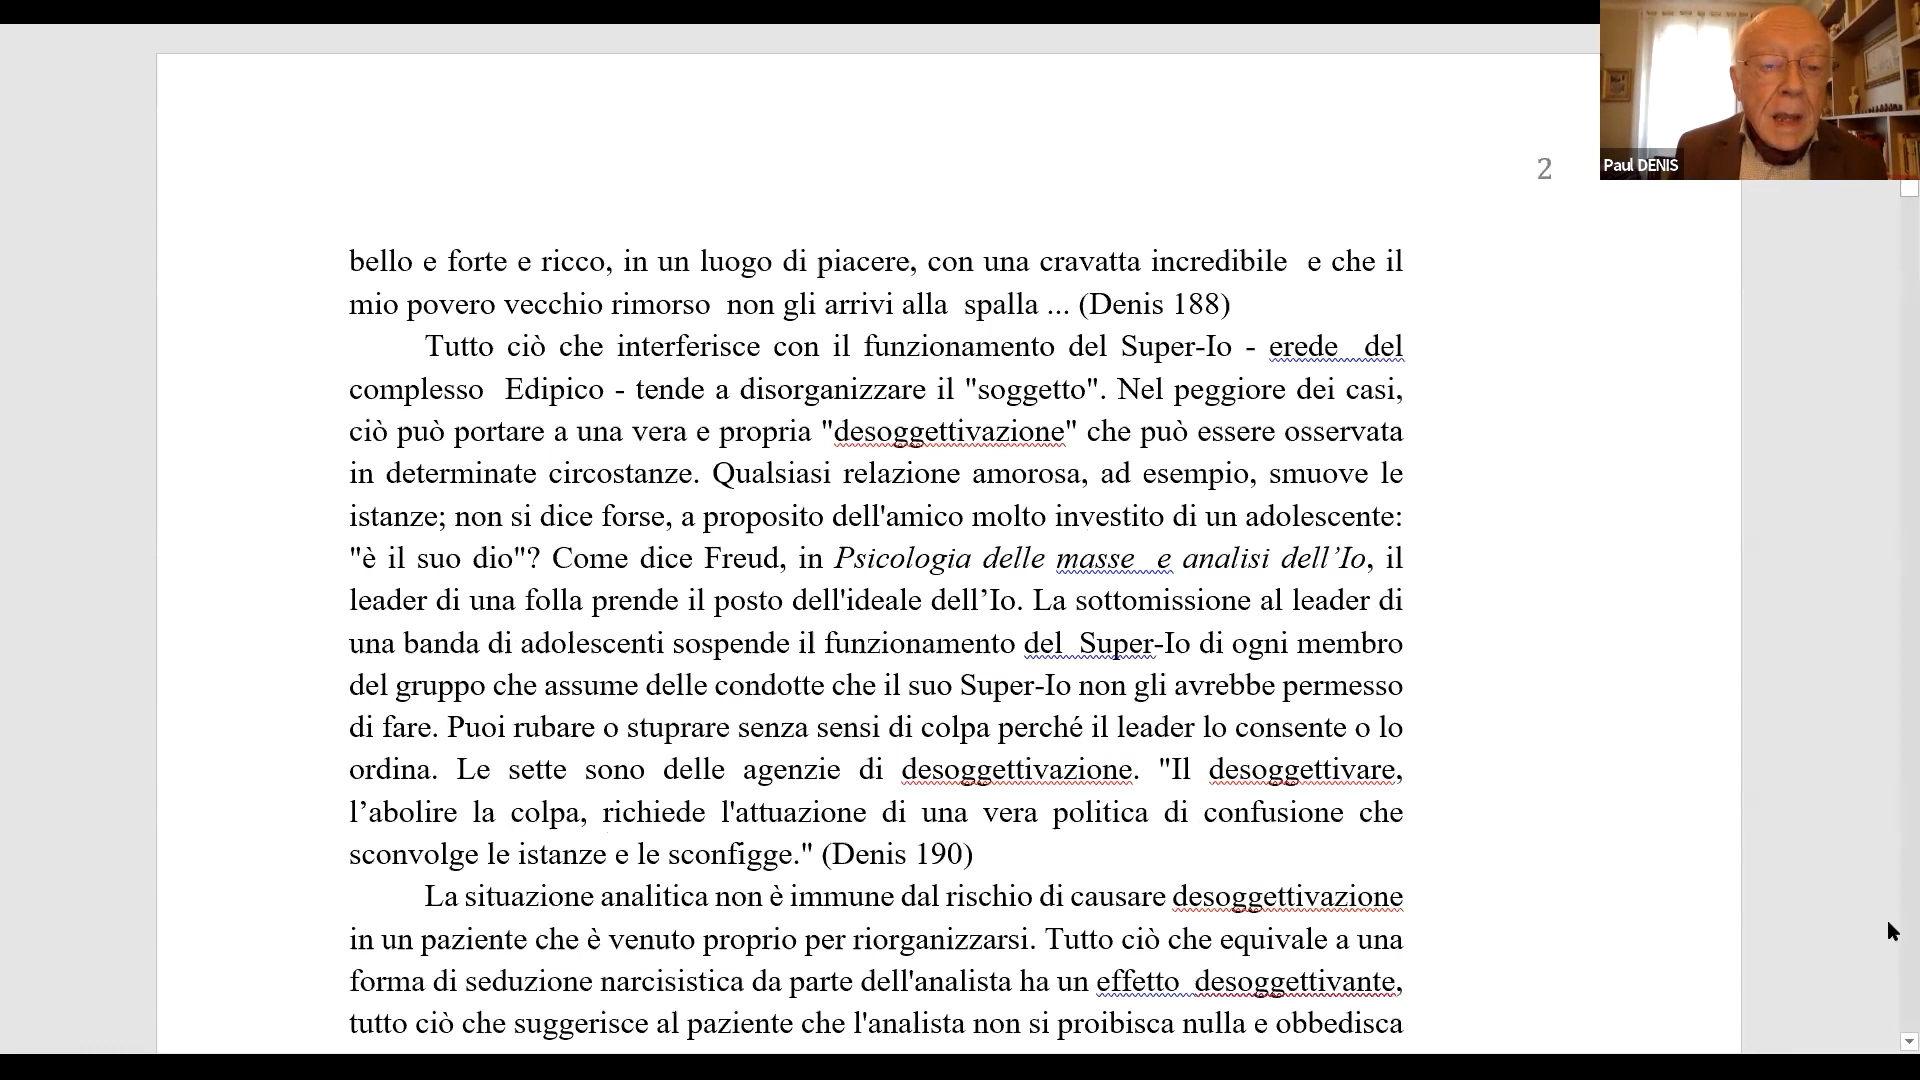 Paul DENIS
2
bello e forte e ricco, in un luogo di piacere, con una cravatta incredibile  e che il
mio povero vecchio rimorso  non gli arrivi alla  spalla ... (Denis 188)
Tutto ciò che interferisce con il funzionamento del Super-Io - erede  del
complesso  Edipico - tende a disorganizzare il "soggetto". Nel peggiore dei casi,
ciò può portare a una vera e propria "desoggettivazione" che può essere osservata
in determinate circostanze. Qualsiasi relazione amorosa, ad esempio, smuove le
istanze; non si dice forse, a proposito dell'amico molto investito di un adolescente:
"è il suo dio"? Come dice Freud, in Psicologia delle masse  e analisi dell’Io, il
leader di una folla prende il posto dell'ideale dell’Io. La sottomissione al leader di
una banda di adolescenti sospende il funzionamento del  Super-Io di ogni membro
del gruppo che assume delle condotte che il suo Super-Io non gli avrebbe permesso
di fare. Puoi rubare o stuprare senza sensi di colpa perché il leader lo consente o lo
ordina. Le sette sono delle agenzie di desoggettivazione. "Il desoggettivare,
l’abolire la colpa, richiede l'attuazione di una vera politica di confusione che
sconvolge le istanze e le sconfigge." (Denis 190)
La situazione analitica non è immune dal rischio di causare desoggettivazione
in un paziente che è venuto proprio per riorganizzarsi. Tutto ciò che equivale a una
forma di seduzione narcisistica da parte dell'analista ha un effetto  desoggettivante,
tutto ciò che suggerisce al paziente che l'analista non si proibisca nulla e obbedisca